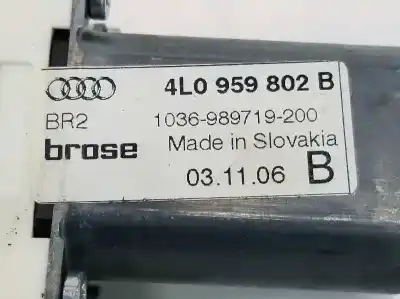 4L0 959 802 B
BR2 1036-989719-200
brose Made in Slovakia
03.11.06 B